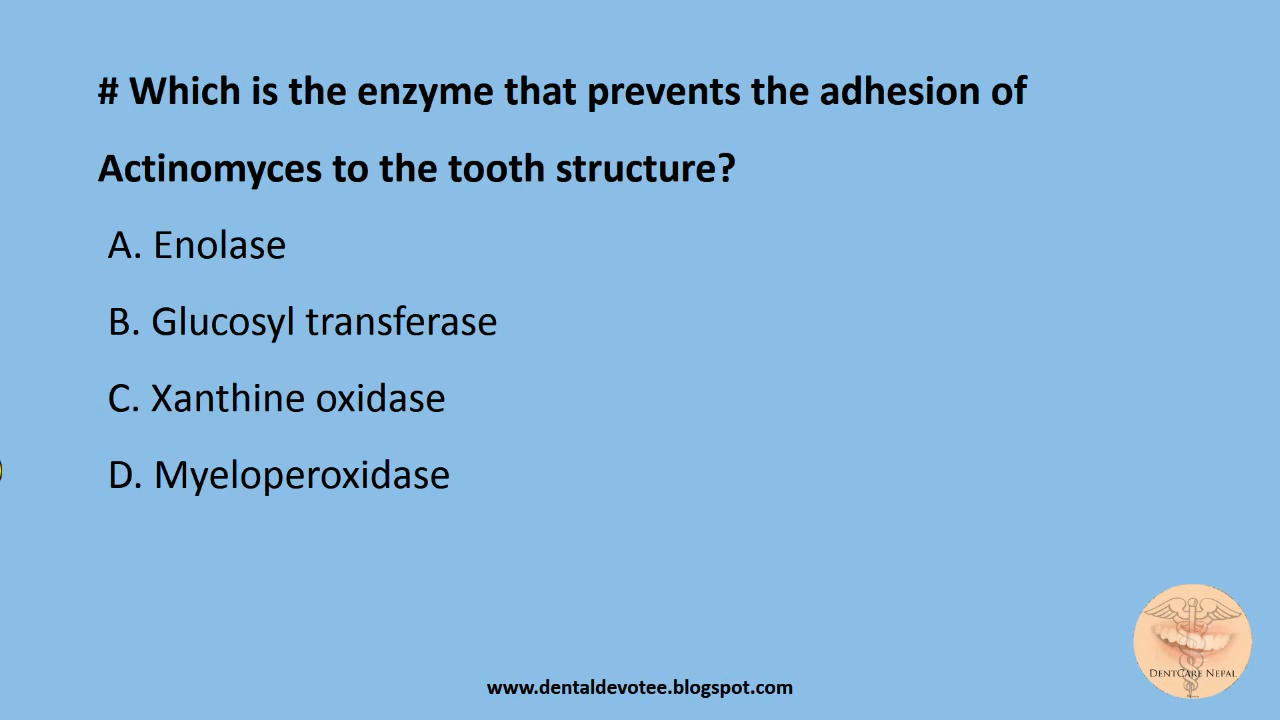 # Which is the enzyme that prevents the adhesion of
Actinomyces to the tooth structure?
A. Enolase
B. Glucosyl transferase
C. Xanthine oxidase
D. Myeloperoxidase
DentCare Nepal
www.dentaldevotee.blogspot.com